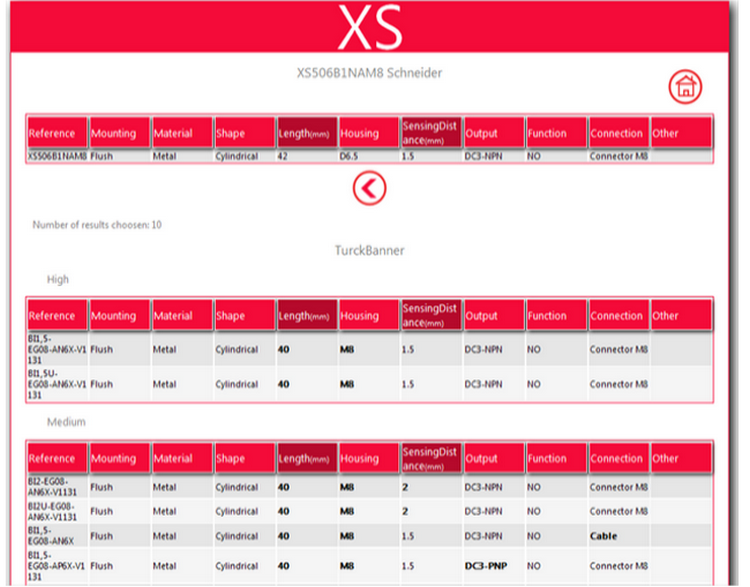 XS
XS506B1NAM8 Schneider
Reference Mounting Material Shape Length(mm) Housing SensingDistance(mm) Output Function Connection Other
XS506B1NAM8 Flush Metal Cylindrical 42 D6.5 1.5 DC3-NPN NO Connector M8
Number of results choosen: 10
TurckBanner
High
Reference Mounting Material Shape Length(mm) Housing SensingDistance(mm) Output Function Connection Other
BI1,5-EG08-AN6X-V1131 Flush Metal Cylindrical 40 M8 1.5 DC3-NPN NO Connector M8
BI1,5U-EG08-AN6X-V1131 Flush Metal Cylindrical 40 M8 1.5 DC3-NPN NO Connector M8
Medium
Reference Mounting Material Shape Length(mm) Housing SensingDistance(mm) Output Function Connection Other
BI2-EG08-AN6X-V1131 Flush Metal Cylindrical 40 M8 2 DC3-NPN NO Connector M8
BI2U-EG08-AN6X-V1131 Flush Metal Cylindrical 40 M8 2 DC3-NPN NO Connector M8
BI1,5-EG08-AN6X Flush Metal Cylindrical 40 M8 1.5 DC3-NPN NO Cable
BI1,5-EG08-AP6X-V1131 Flush Metal Cylindrical 40 M8 1.5 DC3-PNP NO Connector M8